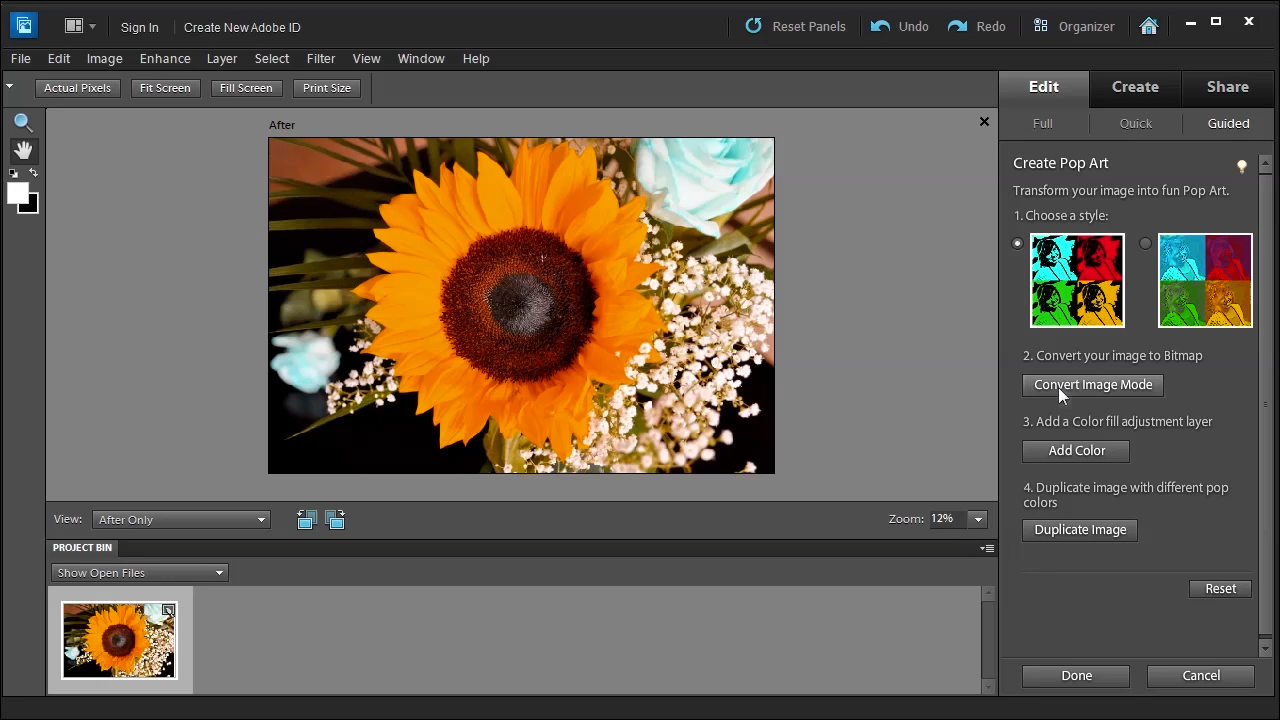 Sign In
Create New Adobe ID
Reset Panels
Undo
Redo
Organizer
File Edit Image Enhance Layer Select Filter View Window Help
Actual Pixels
Fit Screen
Fill Screen
Print Size
Edit
Create
Share
Full
Quick
Guided
After
Create Pop Art
Transform your image into fun Pop Art.
1. Choose a style:
2. Convert your image to Bitmap
Convert Image Mode
3. Add a Color fill adjustment layer
Add Color
4. Duplicate image with different pop
colors
Duplicate Image
Reset
Done
Cancel
View:
After Only
Zoom:
12%
PROJECT BIN
Show Open Files